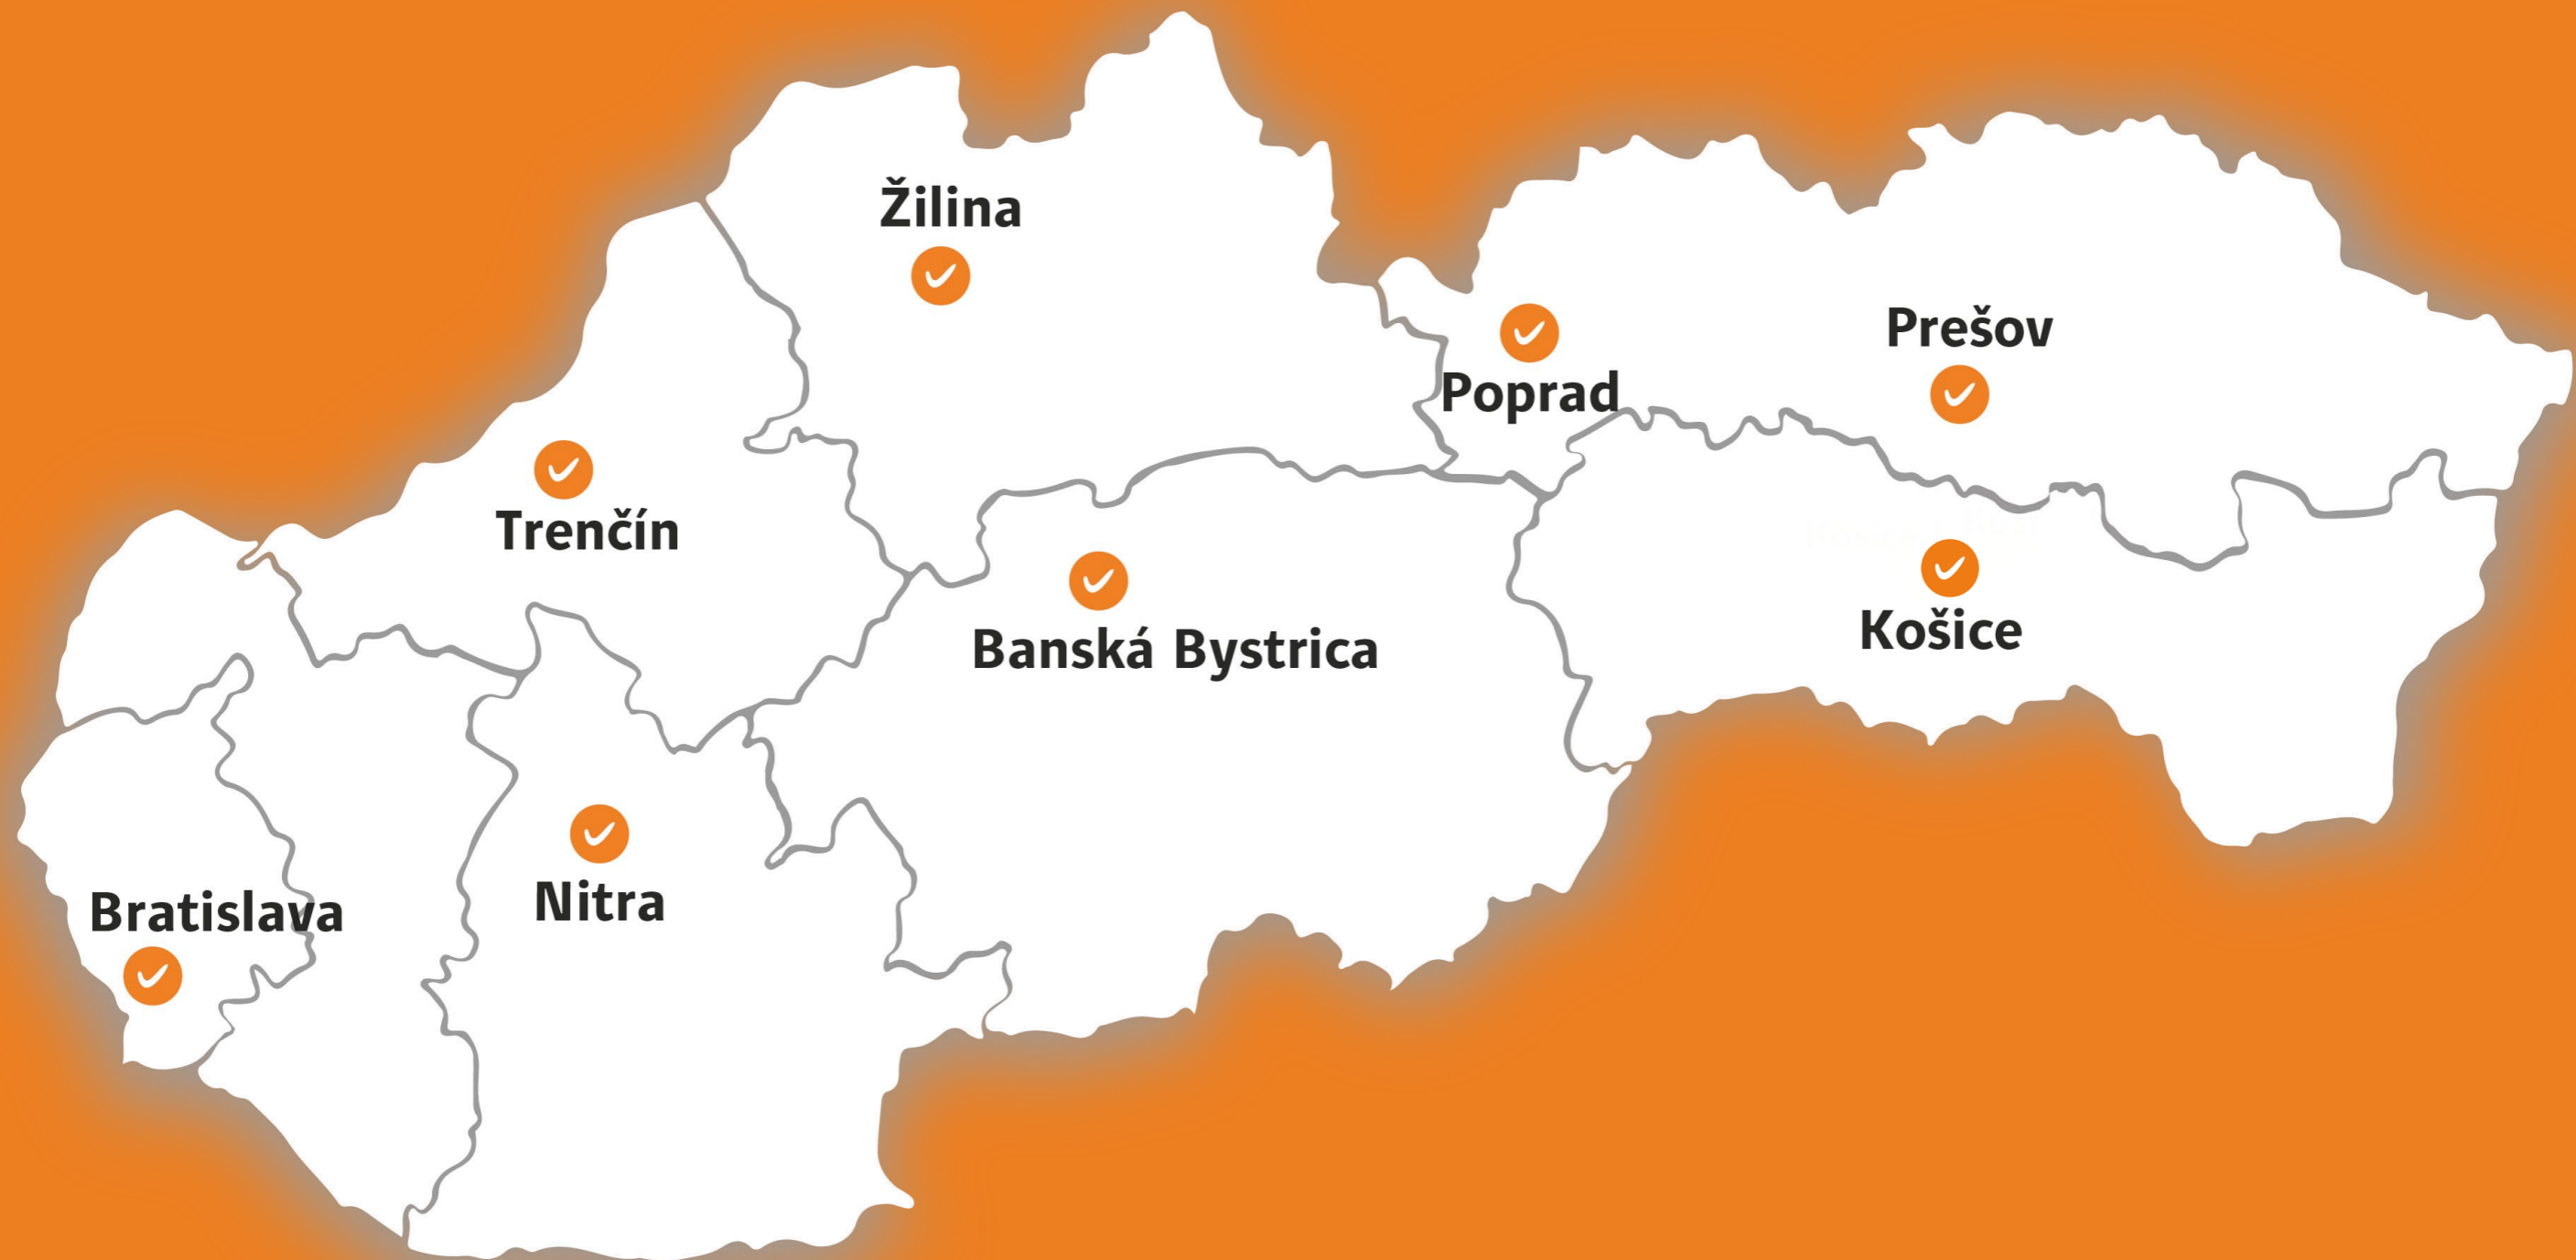 Žilina
Prešov
Poprad
Trenčín
Košice
Banská Bystrica
Nitra
Bratislava